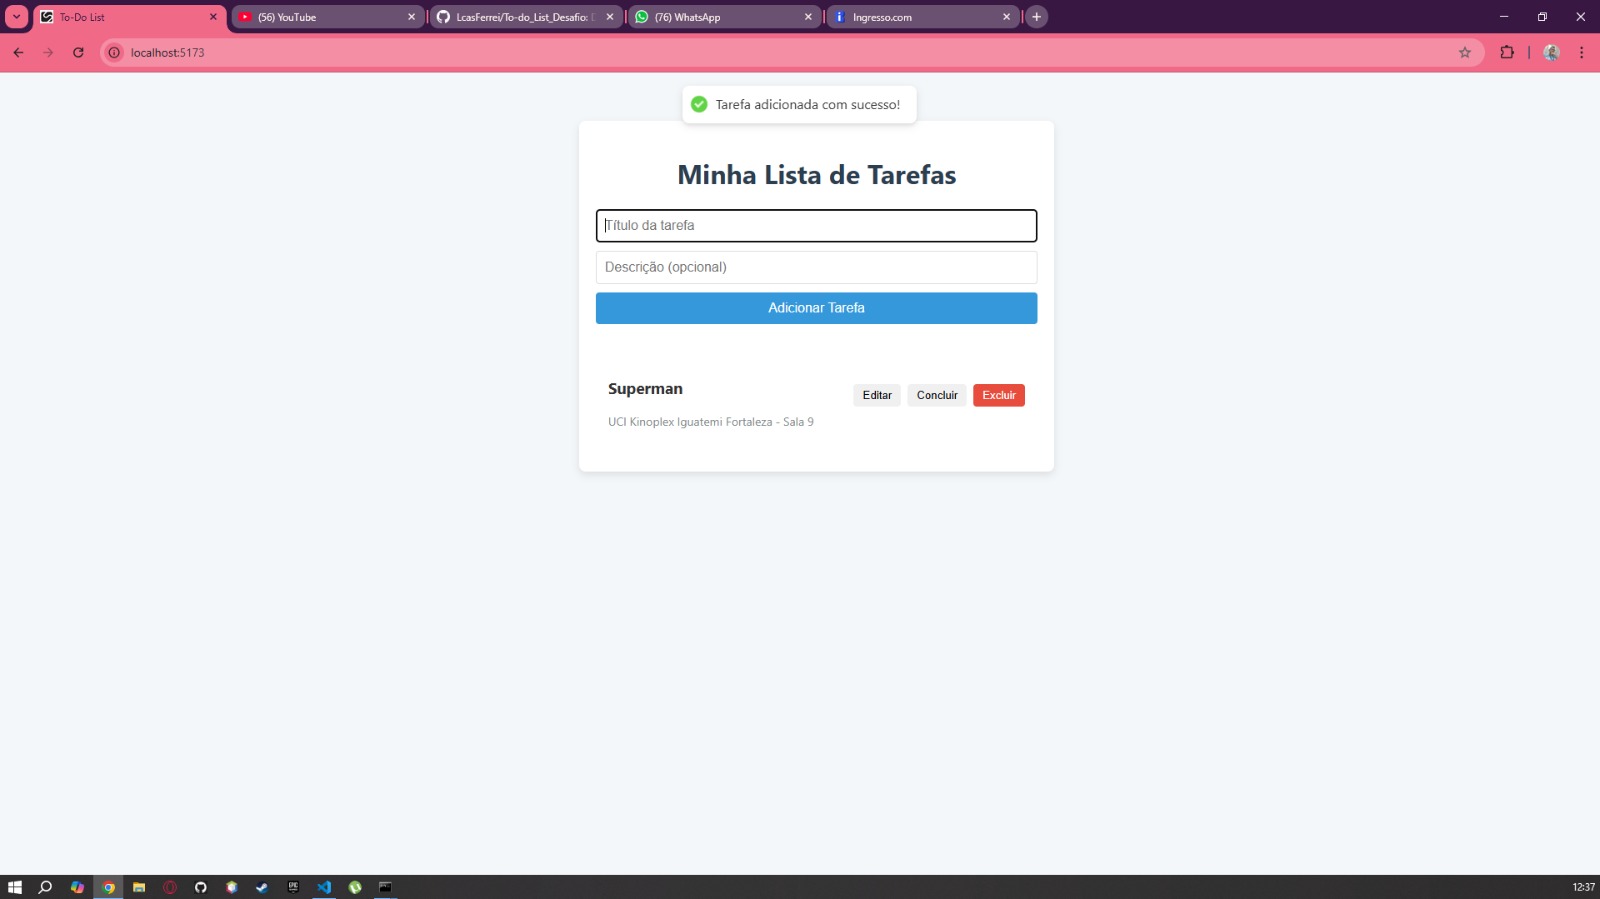 To-Do List
(56) YouTube
LcasFerrei/To-do_List_Desafio: D
(76) WhatsApp
Ingresso.com
localhost:5173
Tarefa adicionada com sucesso!
Minha Lista de Tarefas
Título da tarefa
Descrição (opcional)
Adicionar Tarefa
Superman
Editar
Concluir
Excluir
UCI Kinoplex Iguatemi Fortaleza - Sala 9
EPIC
12:37